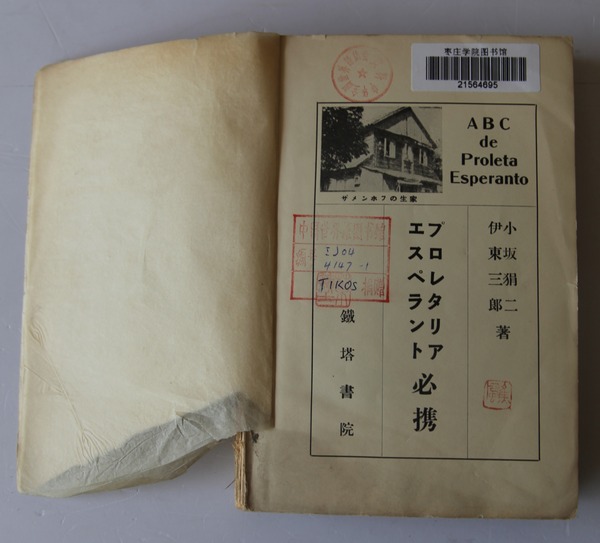 枣庄学院图书馆
21564695
ABC
de
Proleta
Esperanto
ザメンホフの生家
小坂狷二
伊東三郎 著
プロレタリア
エスペラント 必携
4147-1
TIKOS
鐵塔書院